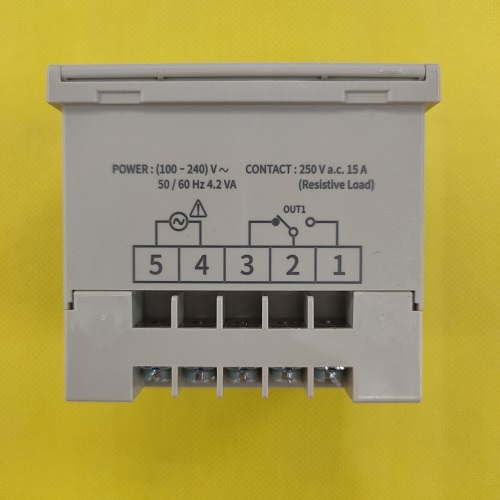 POWER : (100 - 240) V ~ CONTACT : 250 V a.c. 15 A
50 / 60 Hz 4.2 VA (Resistive Load)
OUT1
5 4 3 2 1